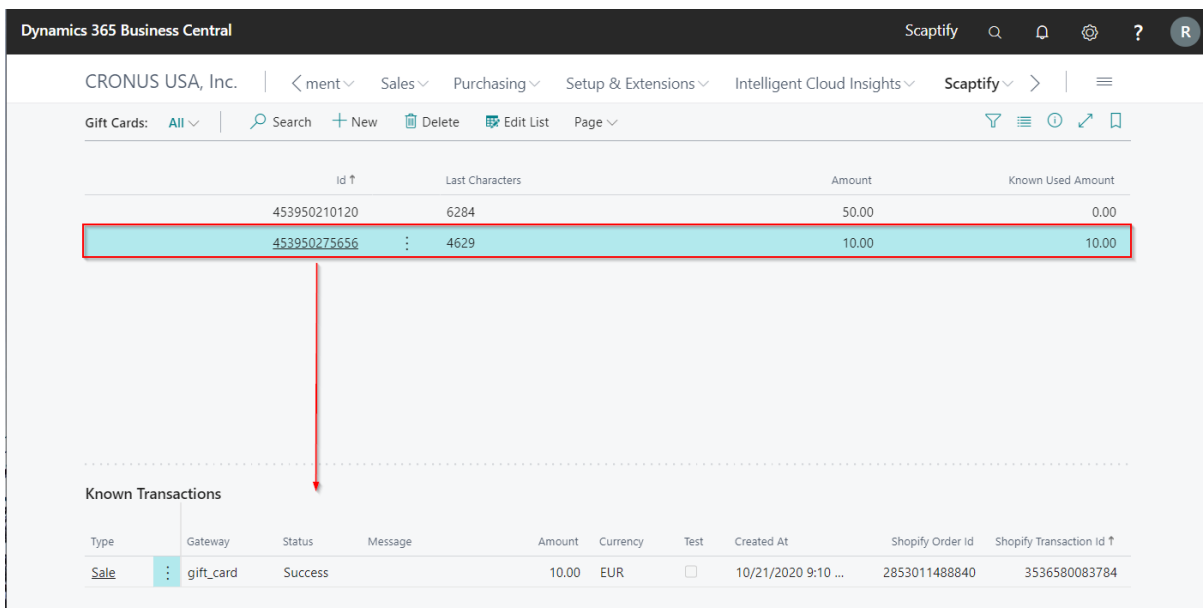 Dynamics 365 Business Central Scaptify ? R
CRONUS USA, Inc. ment Sales Purchasing Setup & Extensions Intelligent Cloud Insights Scaptify
Gift Cards: All Search + New Delete Edit List Page
Id ↑ Last Characters Amount Known Used Amount
453950210120 6284 50.00 0.00
453950275656 4629 10.00 10.00
Known Transactions
Type Gateway Status Message Amount Currency Test Created At Shopify Order Id Shopify Transaction Id ↑
Sale gift_card Success 10.00 EUR 10/21/2020 9:10 ... 2853011488840 3536580083784